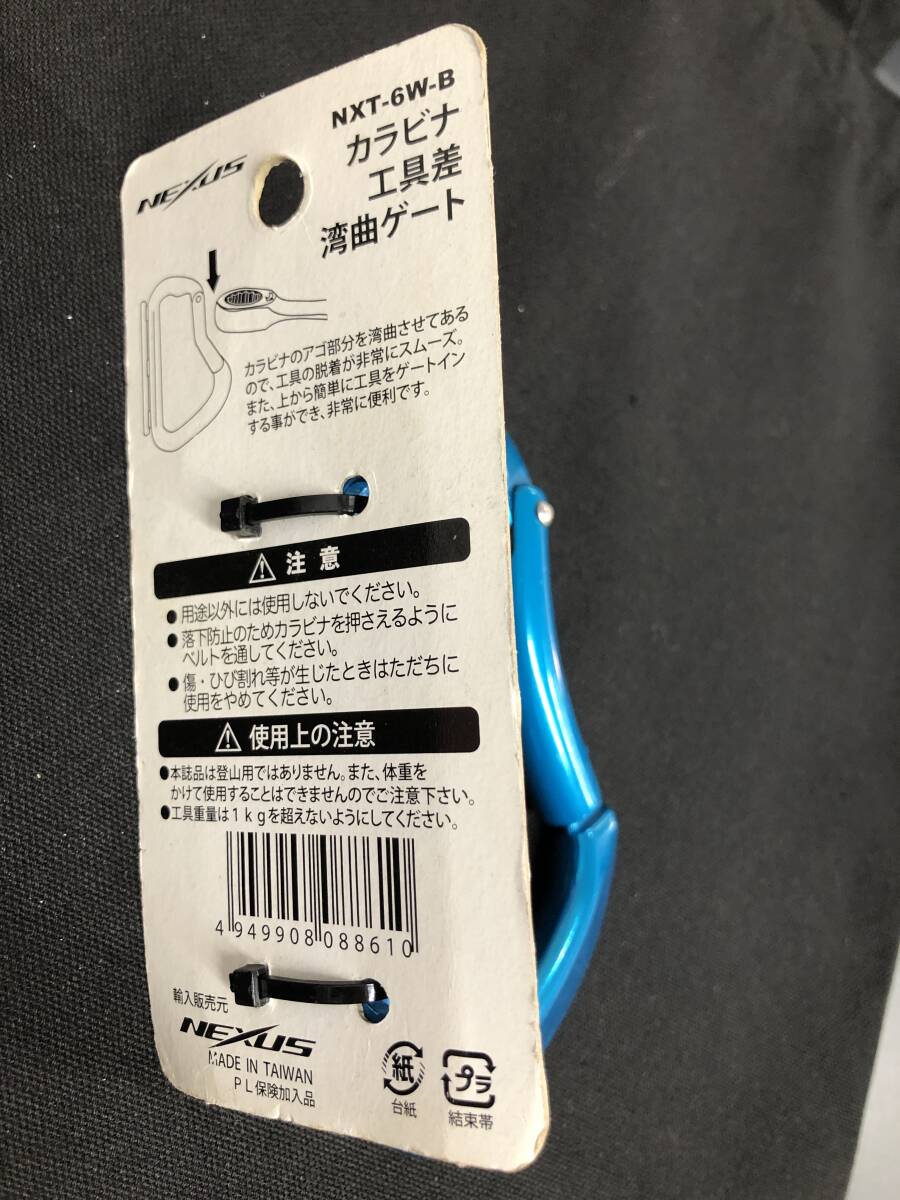 NEXUS
NXT-6W-B
カラビナ
工具差
湾曲ゲート
カラビナのアゴ部分を湾曲させてある
ので、工具の脱着が非常にスムーズ。
また、上から簡単に工具をゲートイン
する事ができ、非常に便利です。
注意
●用途以外には使用しないでください。
●落下防止のためカラビナを押さえるように
ベルトを通してください。
●傷・ひび割れ等が生じたときはただちに
使用をやめてください。
使用上の注意
●本誌品は登山用ではありません。また、体重を
かけて使用することはできませんのでご注意下さい。
●工具重量は1kgを超えないようにしてください。
4 949908 088610
輸入販売元
NEXUS
MADE IN TAIWAN
PL保険加入品
紙
台紙
プラ
結束帯